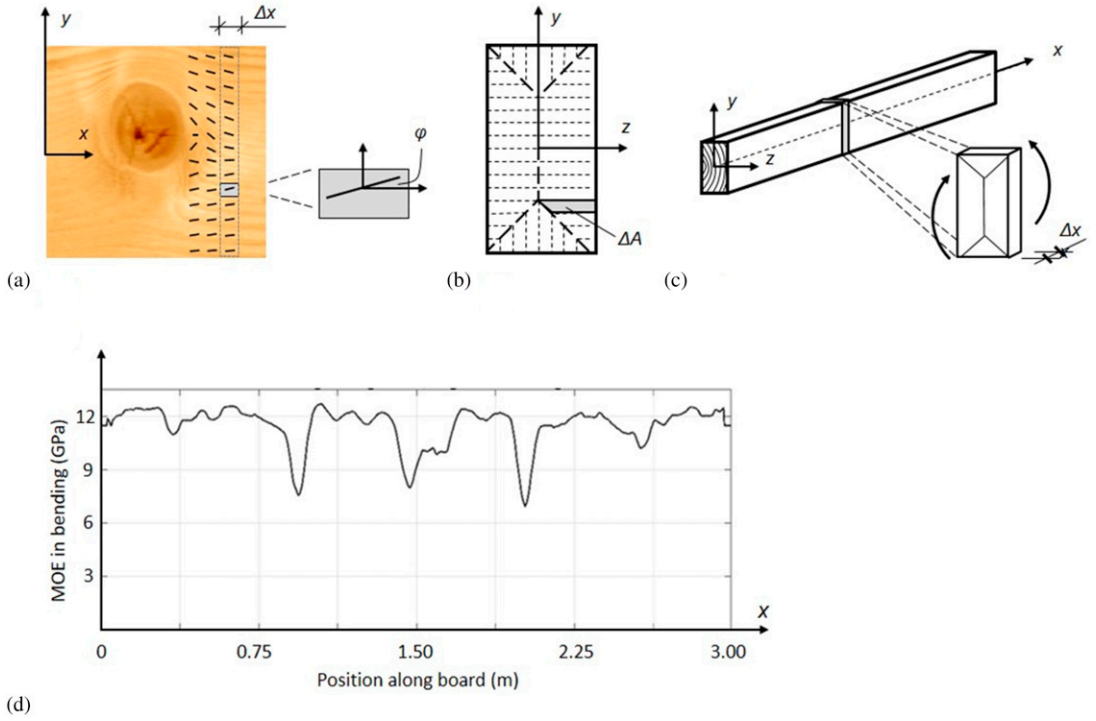 y
Δx
x
φ
(a)
y
z
ΔA
(b)
x
y
z
Δx
(c)
MOE in bending (GPa)
12
9
6
3
x
0
0.75
1.50
2.25
3.00
Position along board (m)
(d)